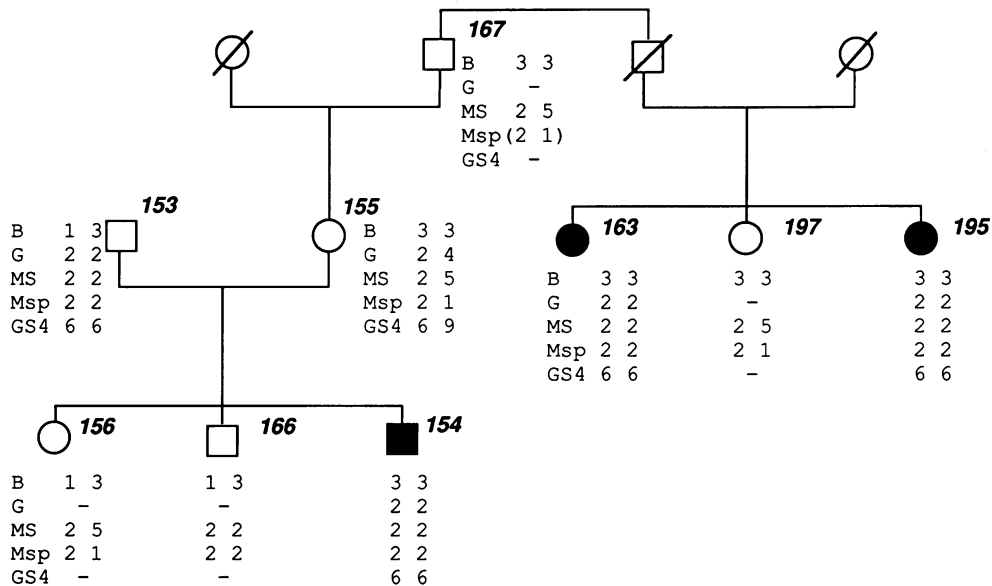 167
B 3 3
G -
MS 2 5
Msp (2 1)
GS4 -
153
B 1 3
G 2 2
MS 2 2
Msp 2 2
GS4 6 6
155
B 3 3
G 2 4
MS 2 5
Msp 2 1
GS4 6 9
163 197 195
B 3 3 3 3 3 3
G 2 2 - 2 2
MS 2 2 2 5 2 2
Msp 2 2 2 1 2 2
GS4 6 6 - 6 6
156 166 154
B 1 3 1 3 3 3
G - - 2 2
MS 2 5 2 2 2 2
Msp 2 1 2 2 2 2
GS4 - - 6 6